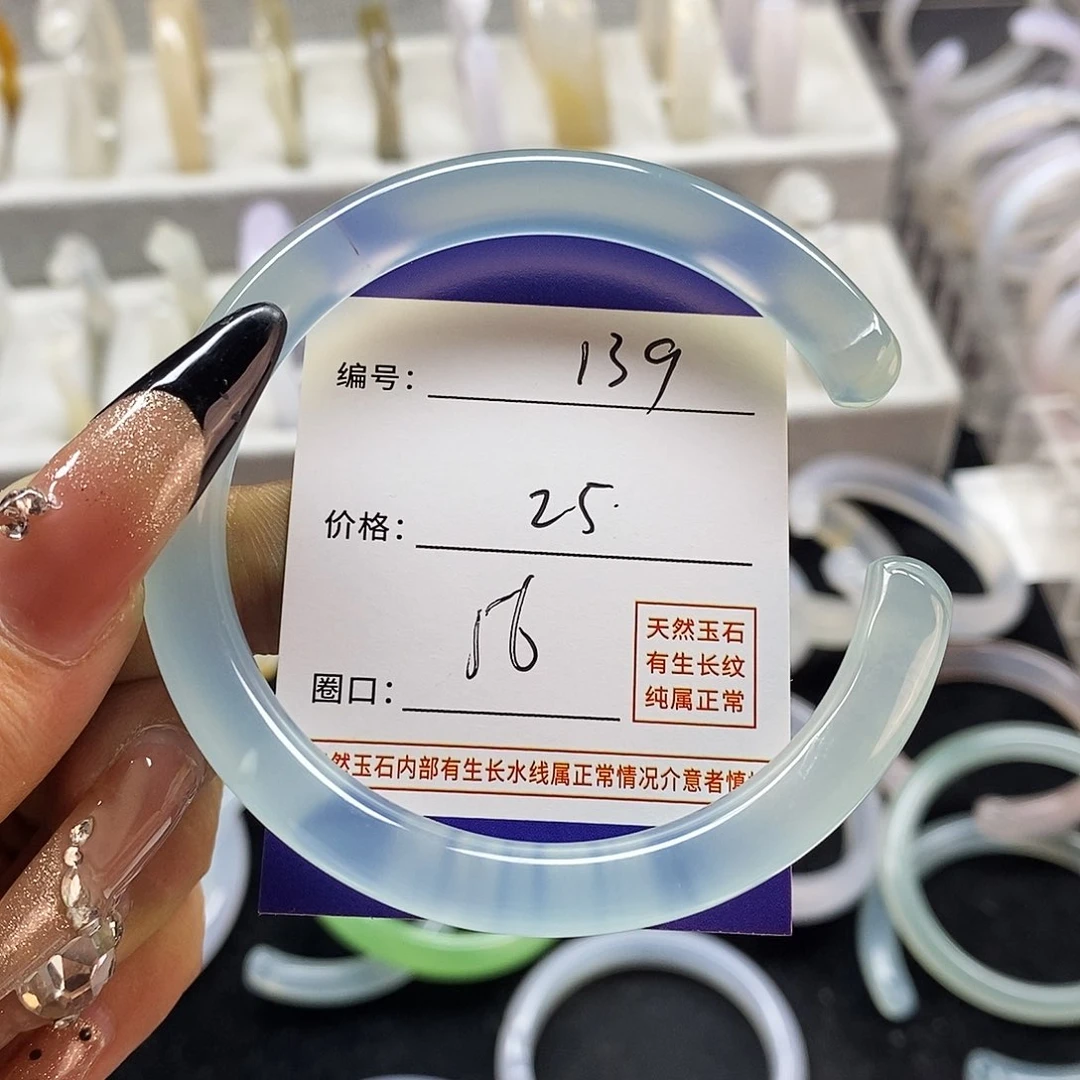 编号: 139
价格: 25.
圈口: 56
天然玉石
有生长纹
纯属正常
然玉石内部有生长水线属正常情况介意者慎